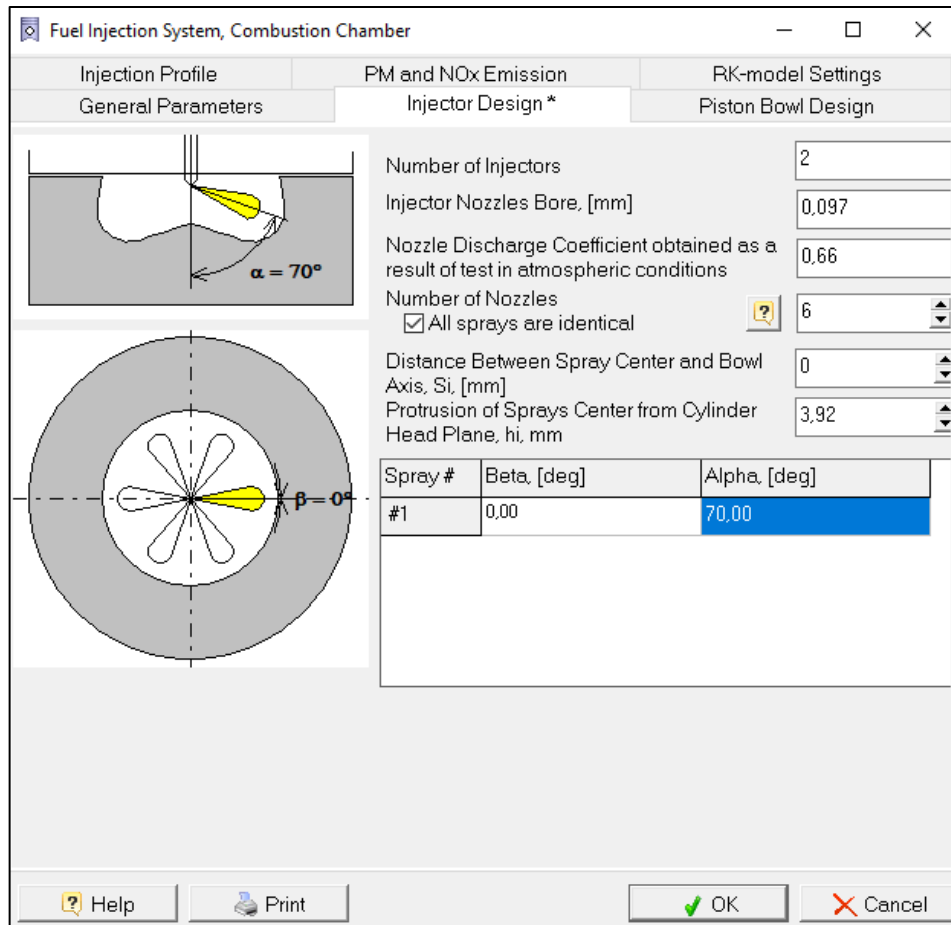 Fuel Injection System, Combustion Chamber
Injection Profile
PM and NOx Emission
RK-model Settings
General Parameters
Injector Design *
Piston Bowl Design
α = 70°
β = 0°
Number of Injectors
2
Injector Nozzles Bore, [mm]
0,097
Nozzle Discharge Coefficient obtained as a
result of test in atmospheric conditions
0,66
Number of Nozzles
All sprays are identical
?
6
Distance Between Spray Center and Bowl
Axis, Si, [mm]
0
Protrusion of Sprays Center from Cylinder
Head Plane, hi, mm
3,92
Spray # Beta, [deg] Alpha, [deg]
#1 0,00 70,00
? Help
Print
OK
Cancel